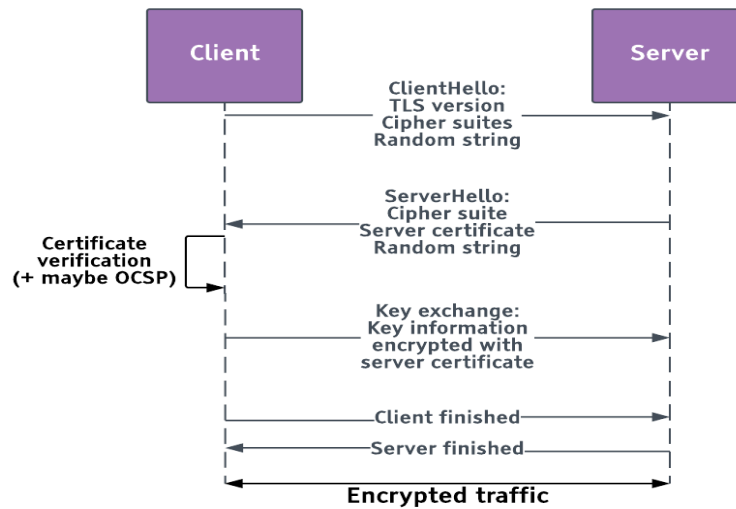 Client
Server
ClientHello:
TLS version
Cipher suites
Random string
ServerHello:
Cipher suite
Server certificate
Random string
Certificate
verification
(+ maybe OCSP)
Key exchange:
Key information
encrypted with
server certificate
Client finished
Server finished
Encrypted traffic